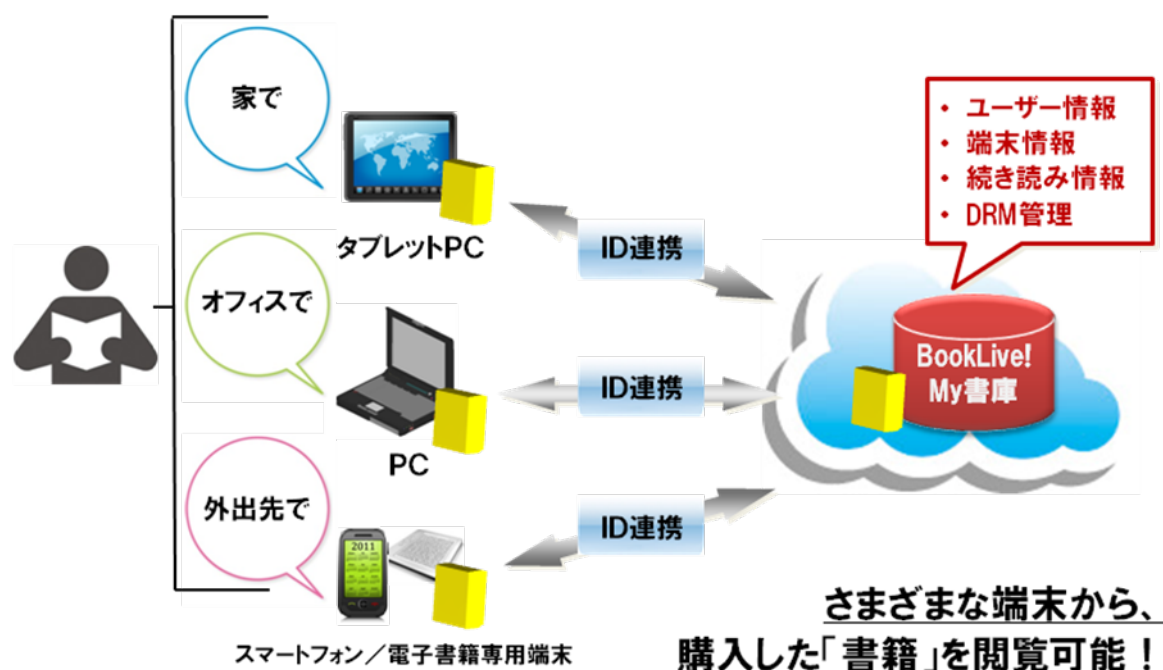 家で
タブレットPC
オフィスで
PC
外出先で
2011
スマートフォン／電子書籍専用端末
ID連携
ID連携
ID連携
・ ユーザー情報
・ 端末情報
・ 続き読み情報
・ DRM管理
BookLive!
My書庫
さまざまな端末から、
購入した「書籍」を閲覧可能！